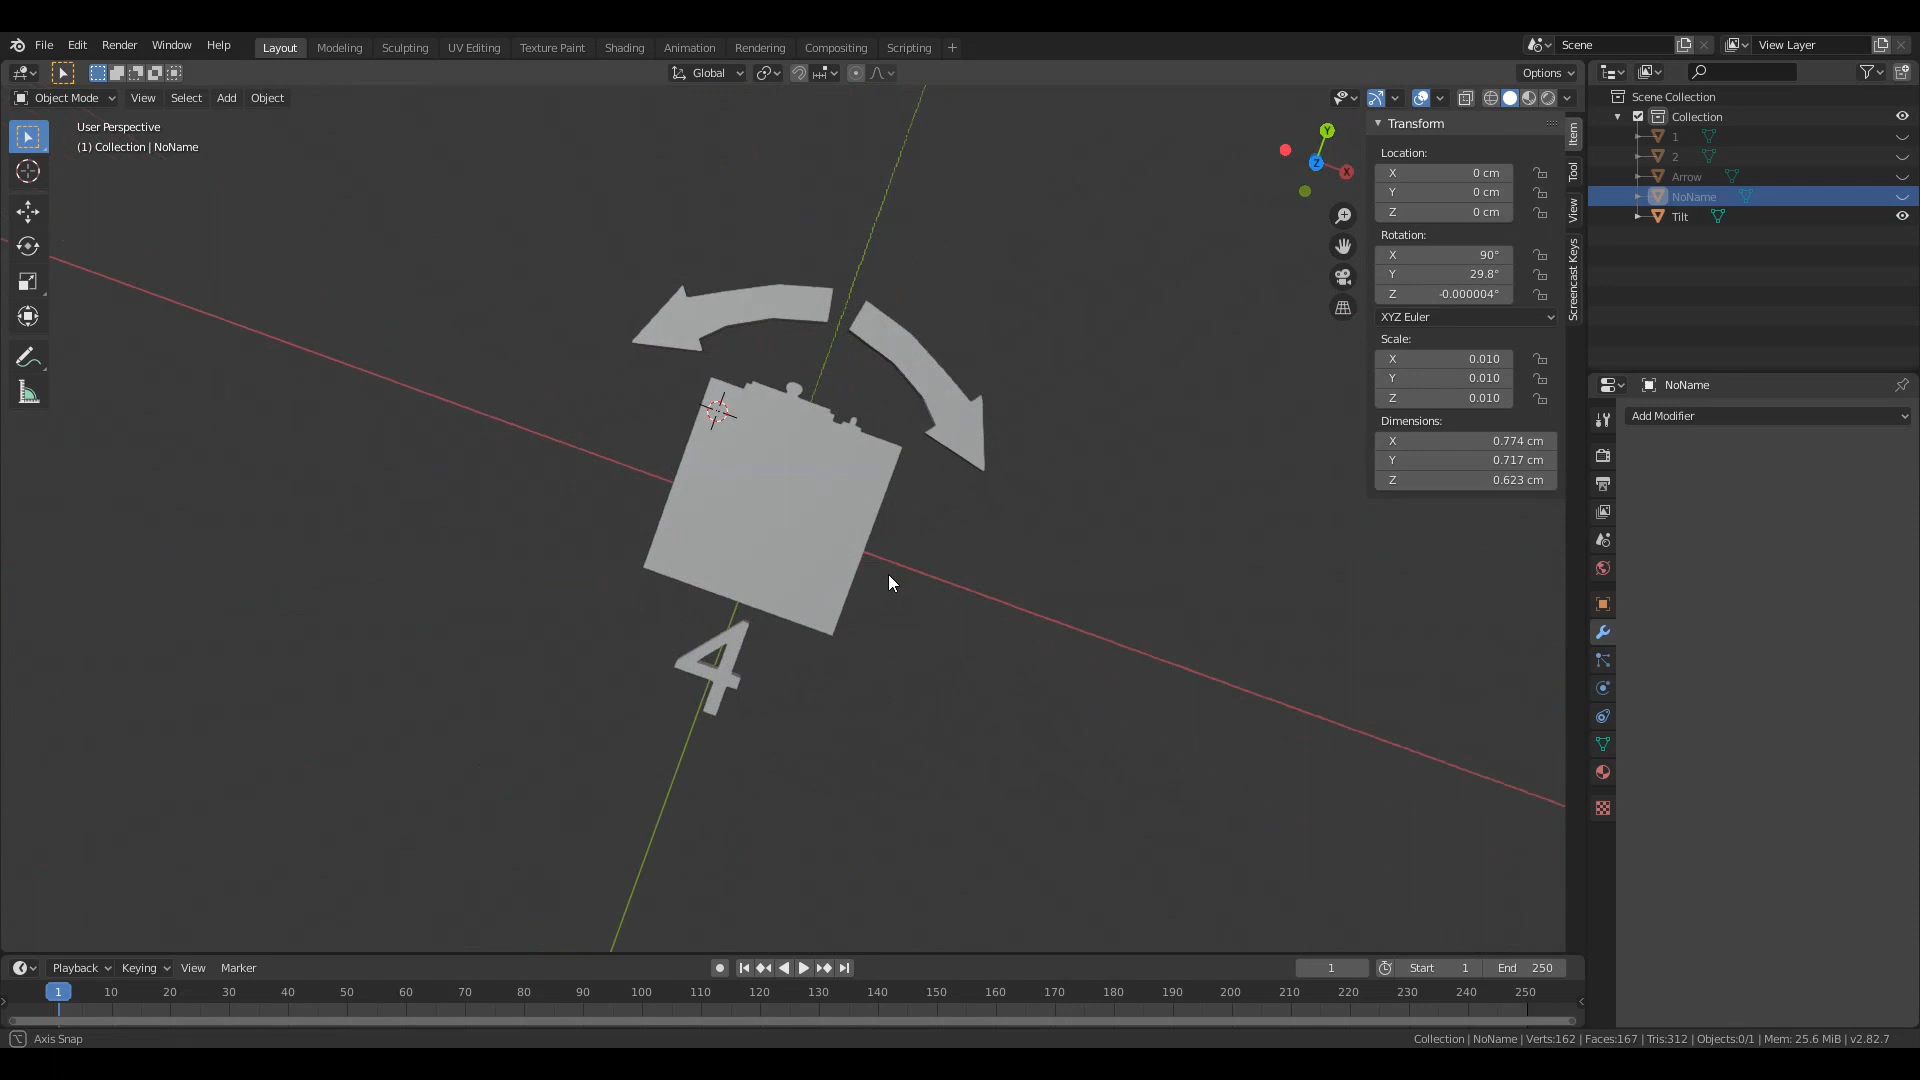 File Edit Render Window Help Layout Modeling Sculpting UV Editing Texture Paint Shading Animation Rendering Compositing Scripting + Scene View Layer
Global Options
Object Mode View Select Add Object
User Perspective
(1) Collection | NoName
Y
Z
X
4
Transform
Location:
X 0 cm
Y 0 cm
Z 0 cm
Rotation:
X 90°
Y 29.8°
Z -0.000004°
XYZ Euler
Scale:
X 0.010
Y 0.010
Z 0.010
Dimensions:
X 0.774 cm
Y 0.717 cm
Z 0.623 cm
Item
Tool
View
Screencast Keys
Scene Collection
Collection
1
2
Arrow
NoName
Tilt
NoName
Add Modifier
Playback Keying View Marker 1 Start 1 End 250
1 10 20 30 40 50 60 70 80 90 100 110 120 130 140 150 160 170 180 190 200 210 220 230 240 250
Axis Snap Collection | NoName | Verts:162 | Faces:167 | Tris:312 | Objects:0/1 | Mem: 25.6 MiB | v2.82.7